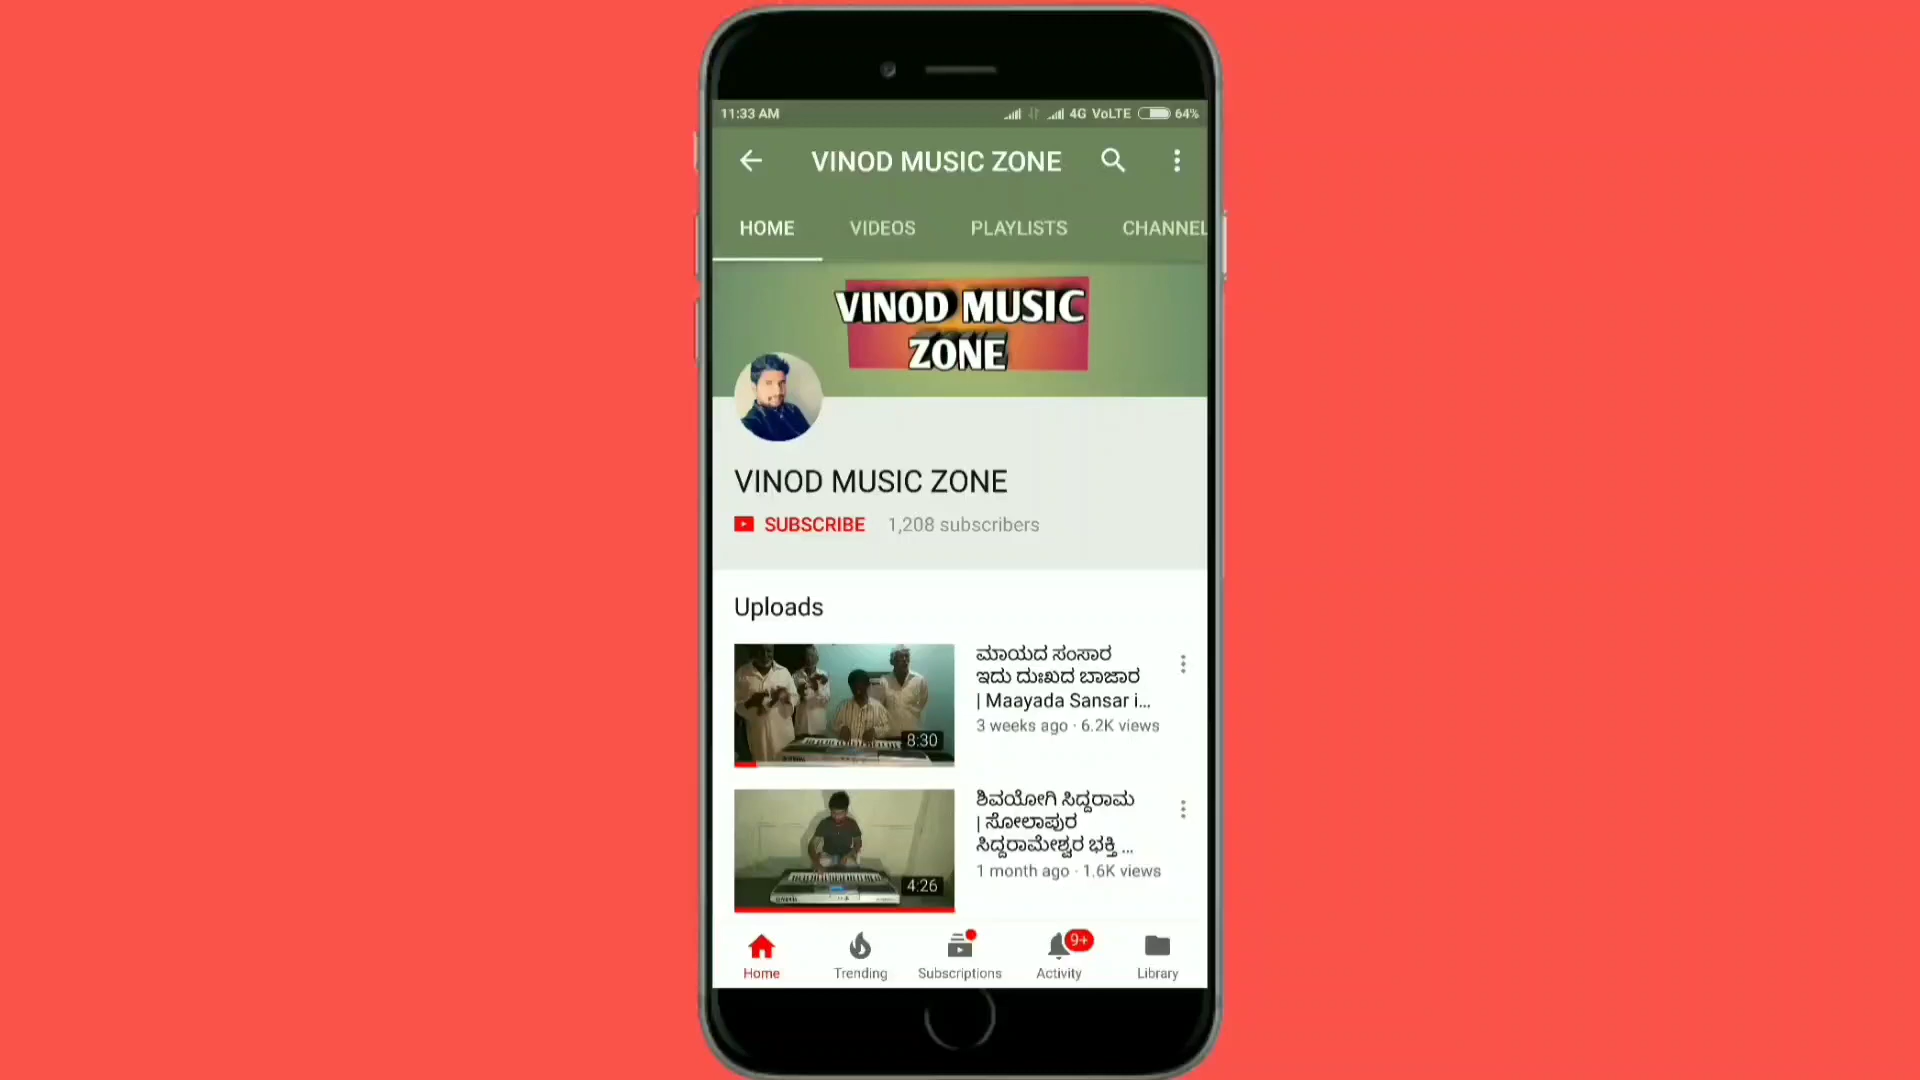 11:33 AM 4G VoLTE 64%
VINOD MUSIC ZONE
HOME VIDEOS PLAYLISTS CHANNEL
VINOD MUSIC
ZONE
VINOD MUSIC ZONE
SUBSCRIBE 1,208 subscribers
Uploads
ಮಾಯದ ಸಂಸಾರ
ಇದು ದುಃಖದ ಬಾಜಾರ
| Maayada Sansar i...
3 weeks ago · 6.2K views
8:30
ಶಿವಯೋಗಿ ಸಿದ್ದರಾಮ
| ಸೋಲಾಪುರ
ಸಿದ್ದರಾಮೇಶ್ವರ ಭಕ್ತಿ ...
1 month ago · 1.6K views
4:26
9+
Home Trending Subscriptions Activity Library